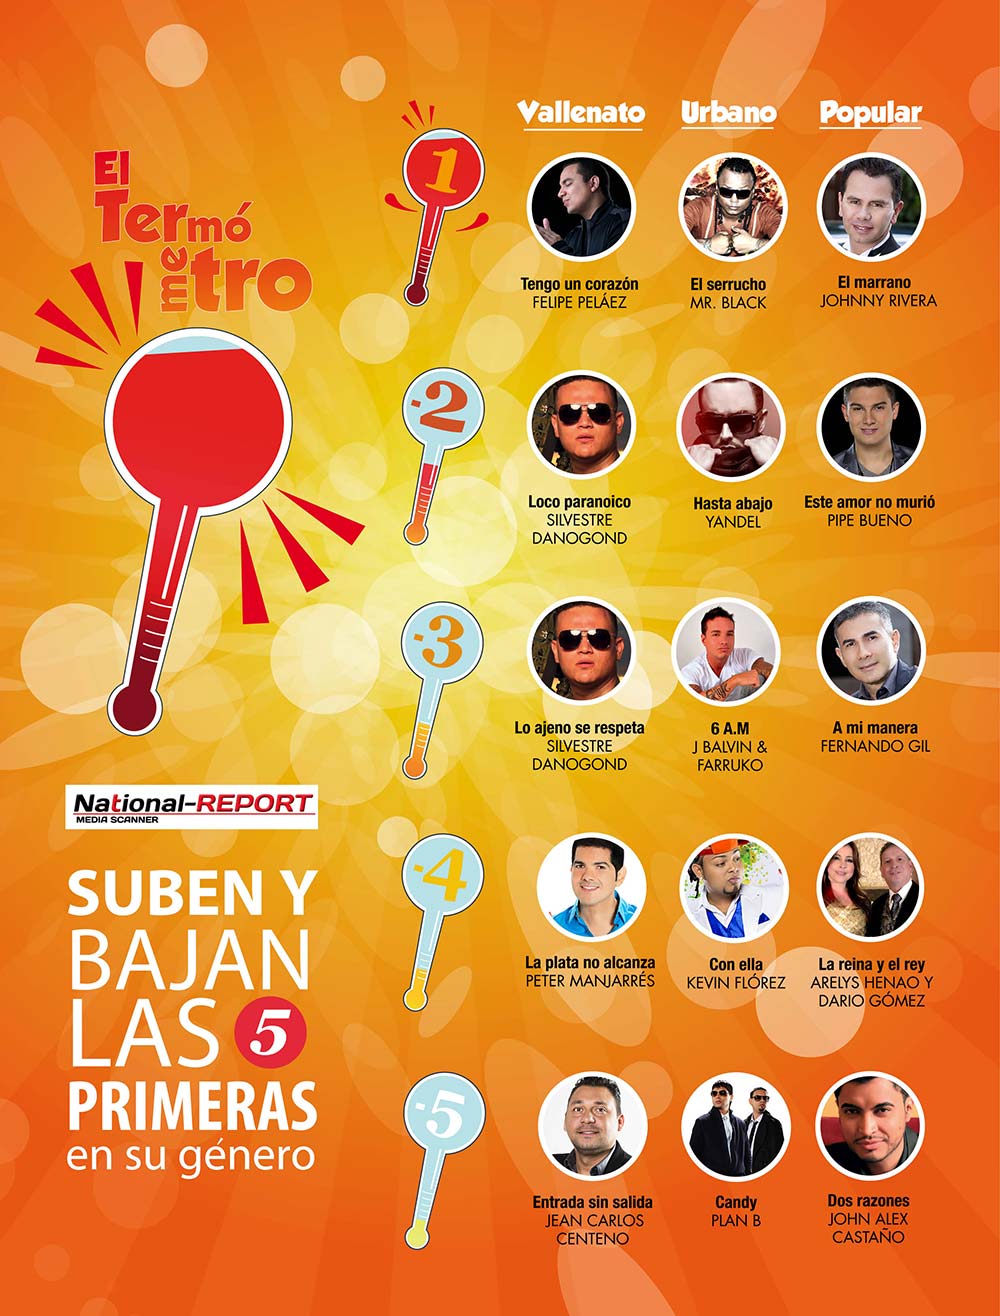 El
Termó
metro
Vallenato Urbano Popular
1
Tengo un corazón
FELIPE PELÁEZ
El serrucho
MR. BLACK
El marrano
JOHNNY RIVERA
·2
Loco paranoico
SILVESTRE
DANOGOND
Hasta abajo
YANDEL
Este amor no murió
PIPE BUENO
·3
Lo ajeno se respeta
SILVESTRE
DANOGOND
6 A.M
J BALVIN &
FARRUKO
A mi manera
FERNANDO GIL
·4
La plata no alcanza
PETER MANJARRÉS
Con ella
KEVIN FLÓREZ
La reina y el rey
ARELYS HENAO Y
DARIO GÓMEZ
·5
Entrada sin salida
JEAN CARLOS
CENTENO
Candy
PLAN B
Dos razones
JOHN ALEX
CASTAÑO
National-REPORT
MEDIA SCANNER
SUBEN Y
BAJAN
LAS 5
PRIMERAS
en su género